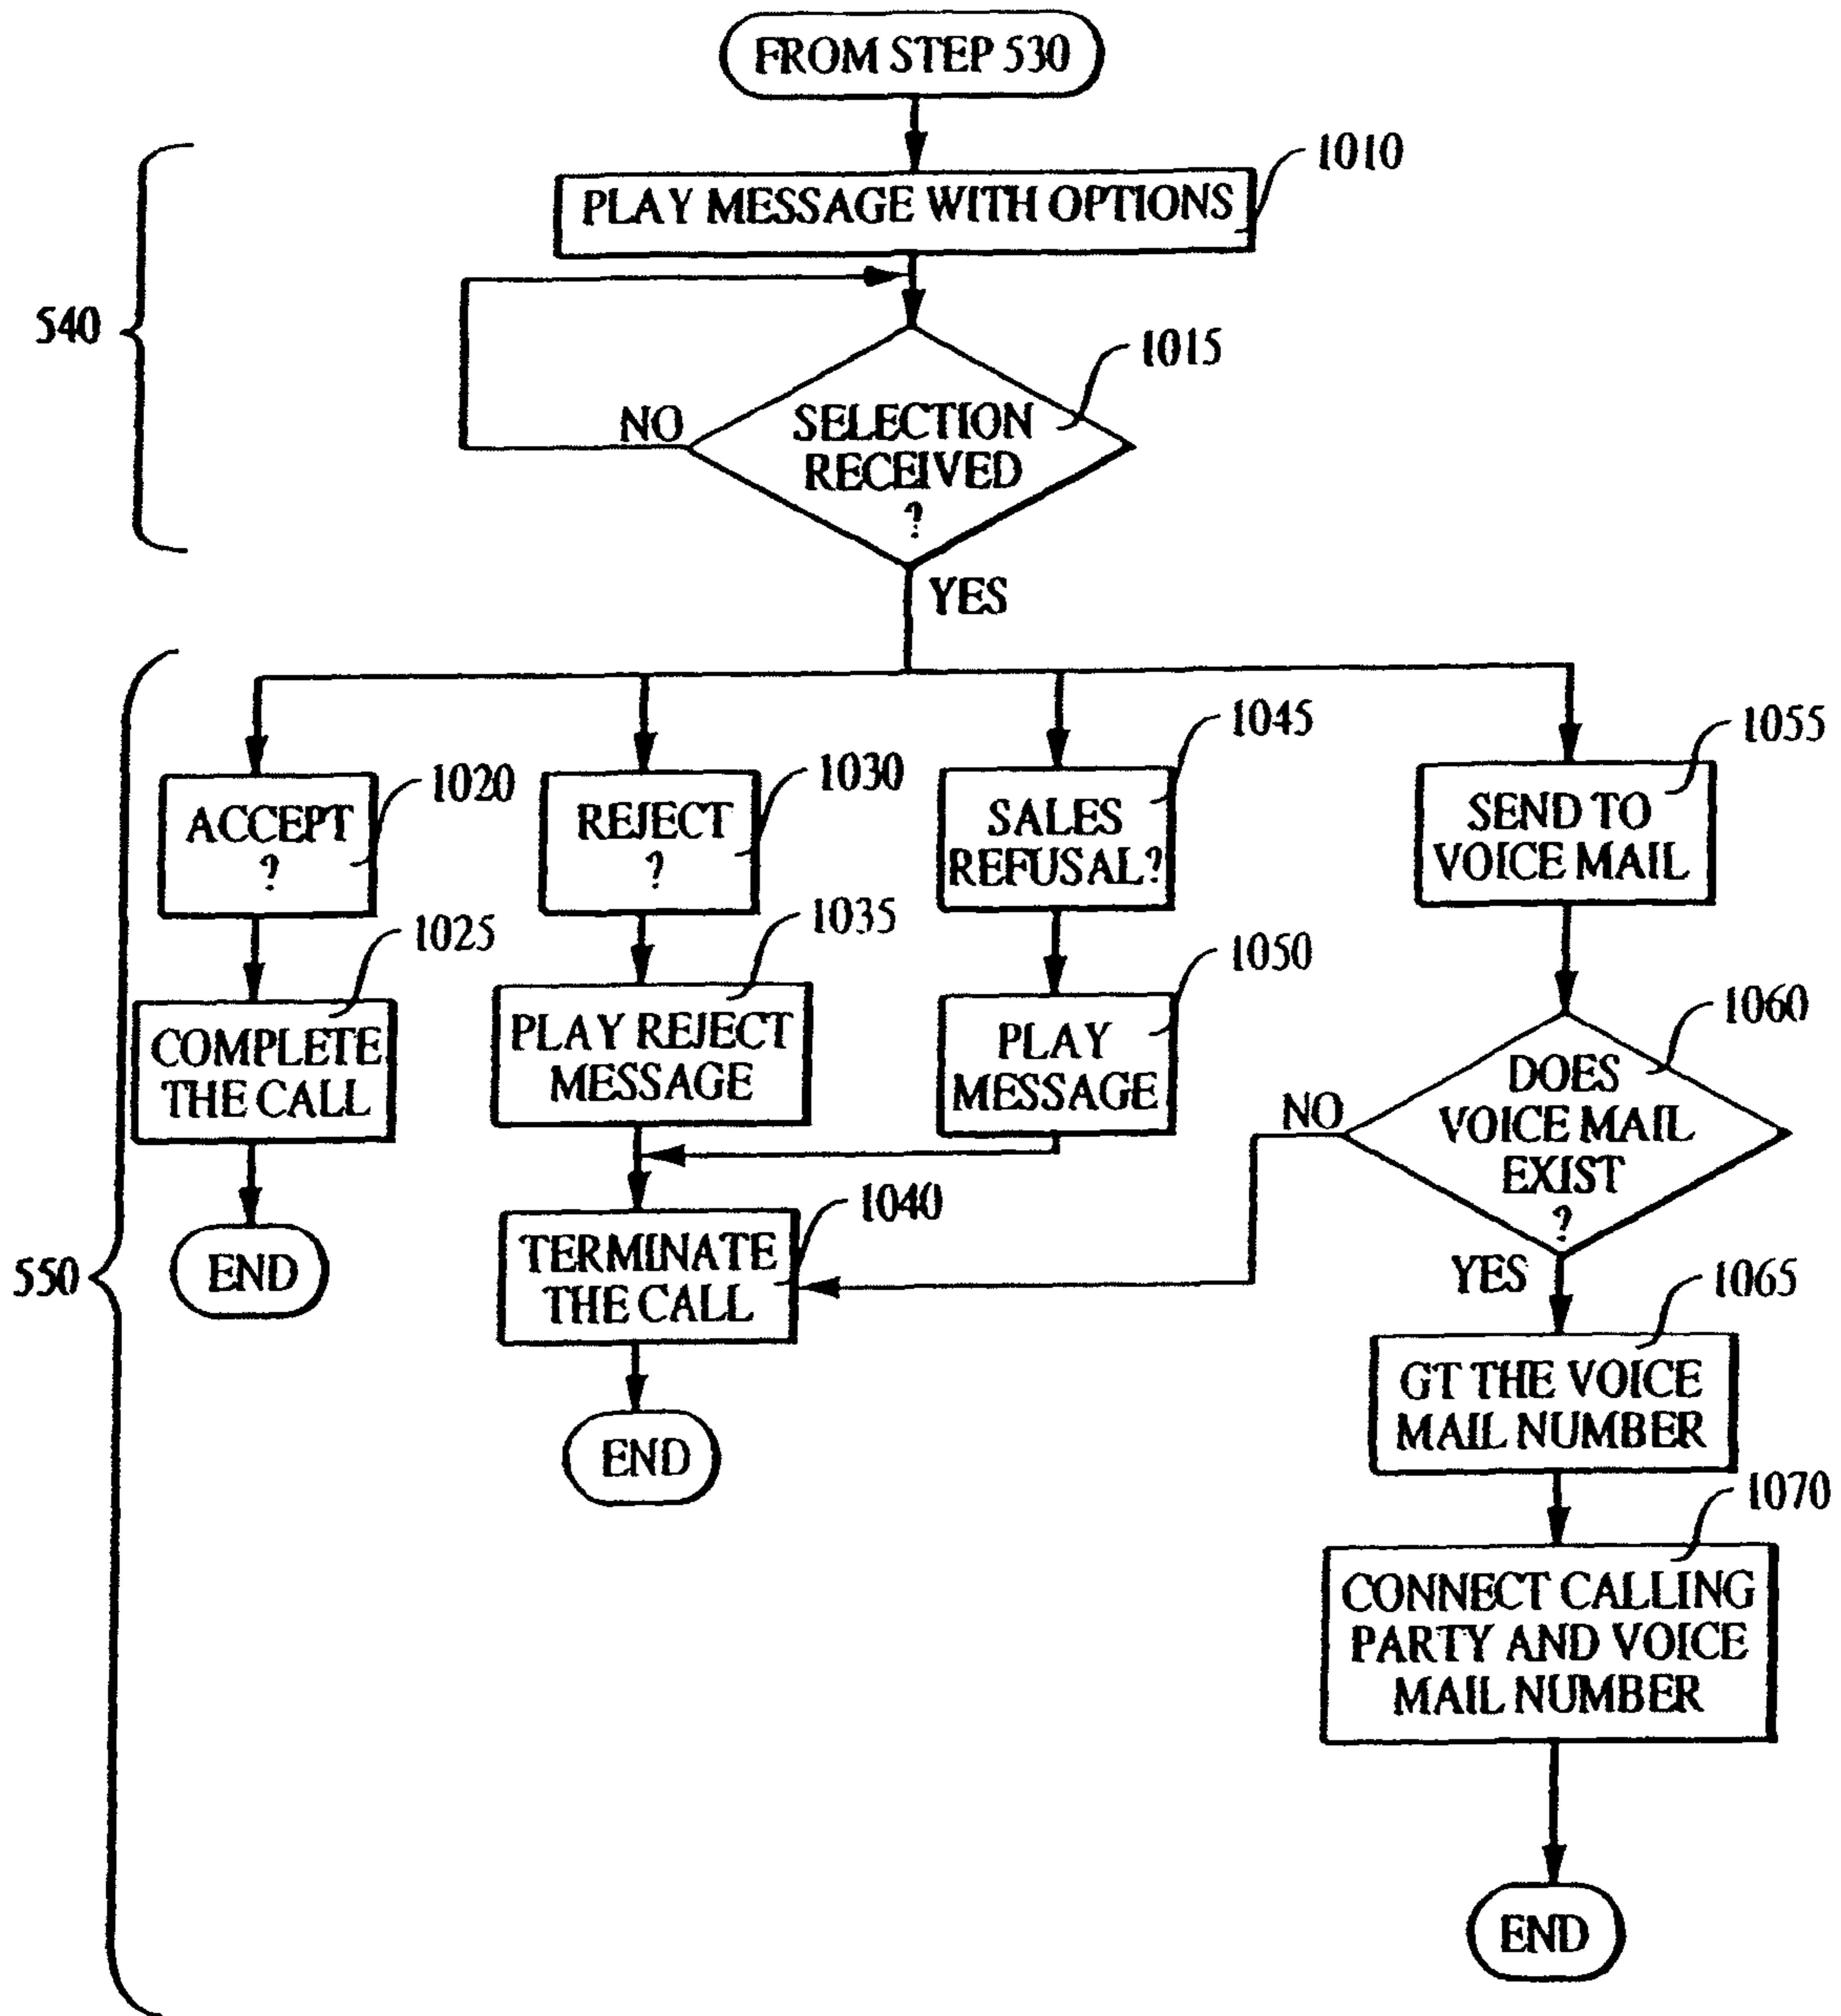 FROM STEP 530
1010
PLAY MESSAGE WITH OPTIONS
540
1015
NO
SELECTION
RECEIVED
?
YES
550
1020
ACCEPT
?
1025
COMPLETE
THE CALL
END
1030
REJECT
?
1035
PLAY REJECT
MESSAGE
1040
TERMINATE
THE CALL
END
1045
SALES
REFUSAL?
1050
PLAY
MESSAGE
1055
SEND TO
VOICE MAIL
1060
NO
DOES
VOICE MAIL
EXIST
?
YES
1065
GT THE VOICE
MAIL NUMBER
1070
CONNECT CALLING
PARTY AND VOICE
MAIL NUMBER
END